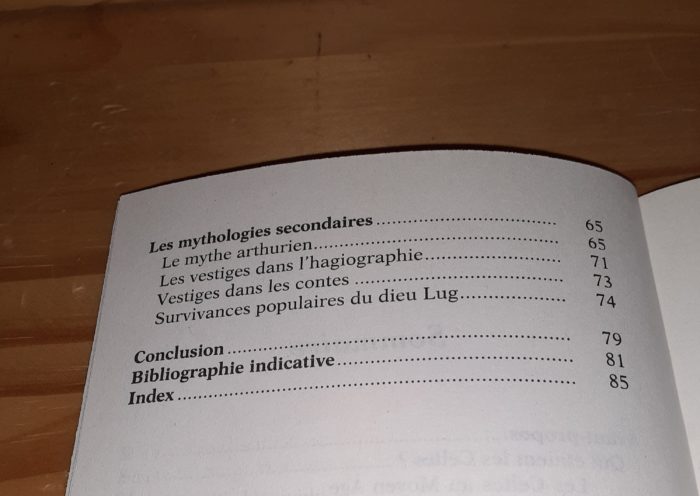 Les mythologies secondaires .................................. 65
Le mythe arthurien.............................................. 65
Les vestiges dans l'hagiographie......................... 71
Vestiges dans les contes ...................................... 73
Survivances populaires du dieu Lug.................... 74
Conclusion ................................................................ 79
Bibliographie indicative............................................ 81
Index.......................................................................... 85